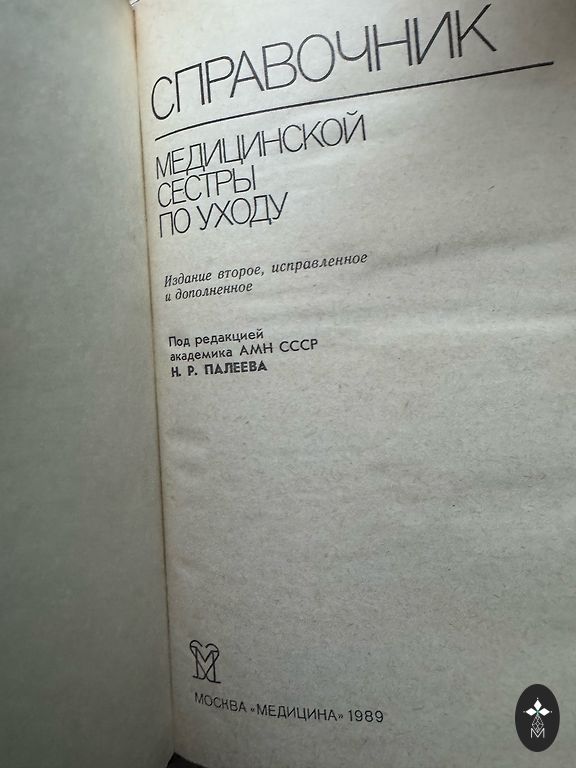 СПРАВОЧНИК
МЕДИЦИНСКОЙ
СЕСТРЫ
ПО УХОДУ
Издание второе, исправленное
и дополненное
Под редакцией
академика АМН СССР
Н. Р. ПАЛЕЕВА
МОСКВА «МЕДИЦИНА» 1989
М